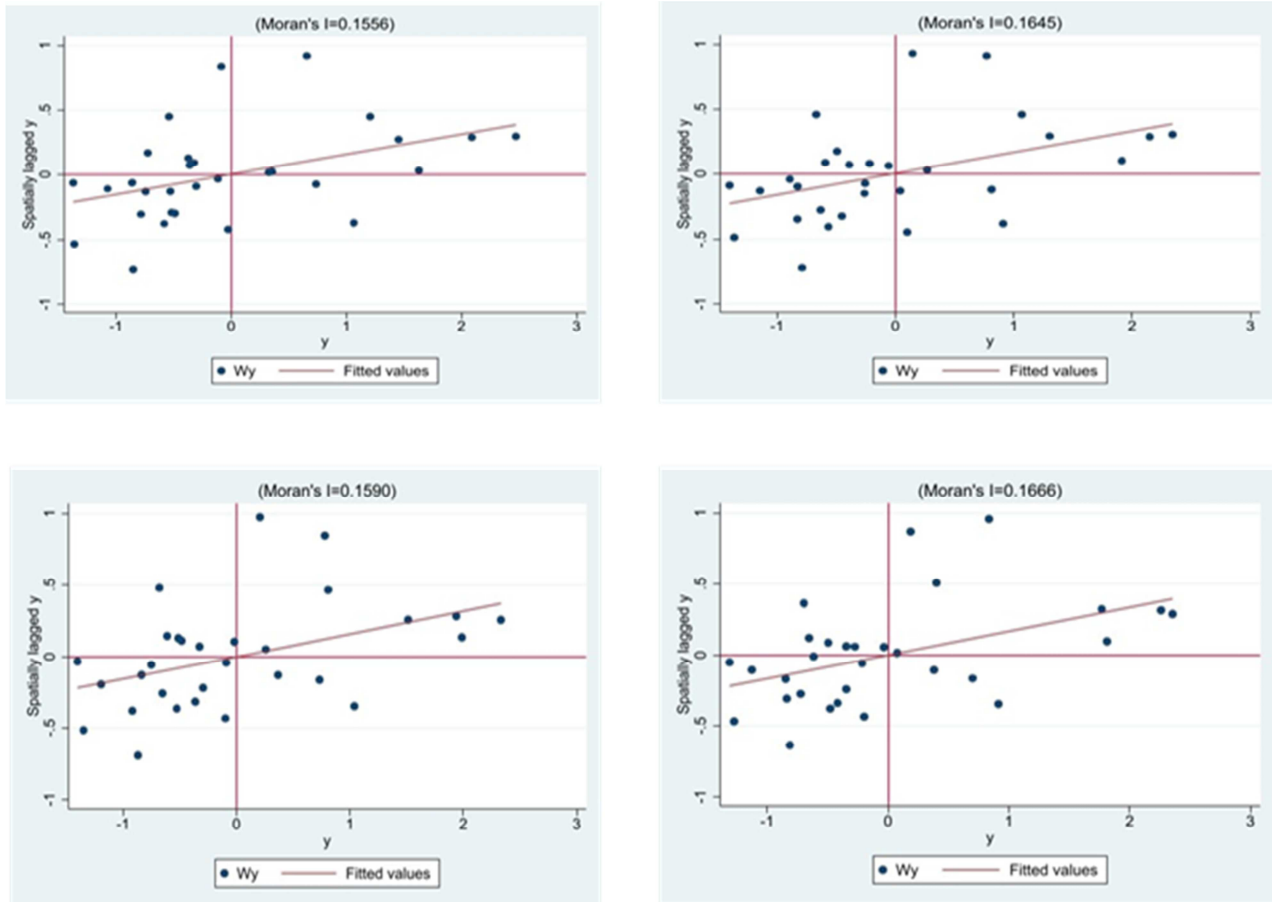 (Moran's I=0.1556)
Spatially lagged y
1
.5
0
-.5
-1
-1 0 1 2 3
y
Wy Fitted values
(Moran's I=0.1645)
Spatially lagged y
1
.5
0
-.5
-1
-1 0 1 2 3
y
Wy Fitted values
(Moran's I=0.1590)
Spatially lagged y
1
.5
0
-.5
-1
-1 0 1 2 3
y
Wy Fitted values
(Moran's I=0.1666)
Spatially lagged y
1
.5
0
-.5
-1
-1 0 1 2 3
y
Wy Fitted values